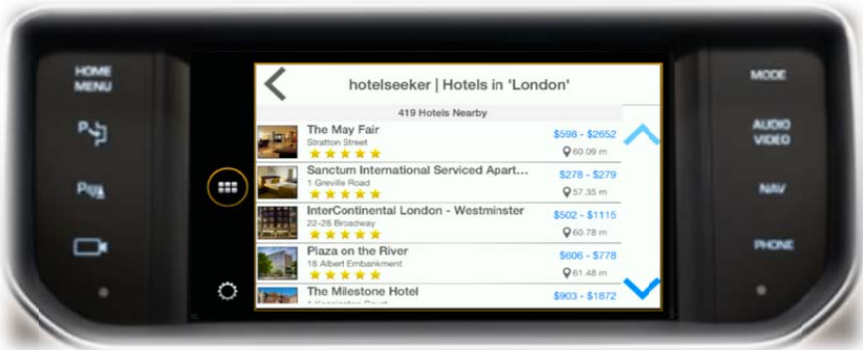 HOME
MENU
MODE
AUDIO
VIDEO
NAV
PHONE
hotelseeker | Hotels in 'London'
419 Hotels Nearby
The May Fair
$598 - $2652
Stratton Street
60.09 m
Sanctum International Serviced Apart...
$278 - $279
1 Greville Road
57.35 m
InterContinental London - Westminster
$502 - $1115
22-28 Broadway
60.78 m
Plaza on the River
$606 - $778
18 Albert Embankment
61.48 m
The Milestone Hotel
$903 - $1872